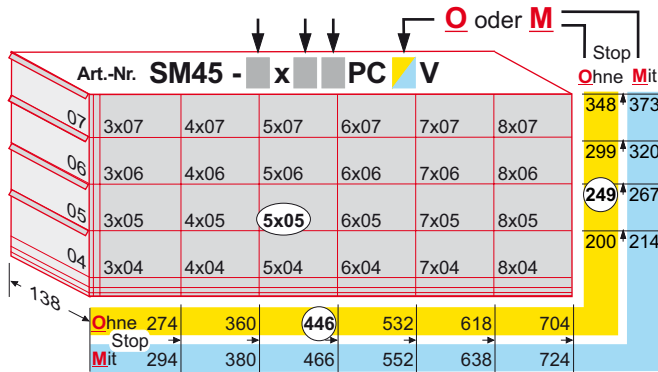 O oder M
Stop
Art.-Nr. SM45 - x PC V
Ohne Mit
07 3x07 4x07 5x07 6x07 7x07 8x07 348 373
06 3x06 4x06 5x06 6x06 7x06 8x06 299 320
05 3x05 4x05 5x05 6x05 7x05 8x05 249 267
04 3x04 4x04 5x04 6x04 7x04 8x04 200 214
138
Ohne 274 360 446 532 618 704
Stop
Mit 294 380 466 552 638 724